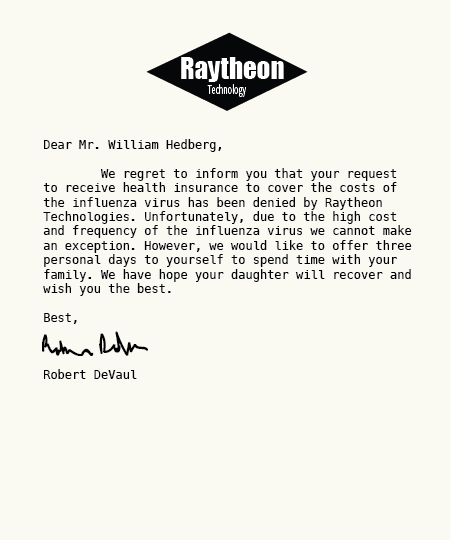 Raytheon
Technology
Dear Mr. William Hedberg,
We regret to inform you that your request
to receive health insurance to cover the costs of
the influenza virus has been denied by Raytheon
Technologies. Unfortunately, due to the high cost
and frequency of the influenza virus we cannot make
an exception. However, we would like to offer three
personal days to yourself to spend time with your
family. We have hope your daughter will recover and
wish you the best.
Best,
Robert DeVaul